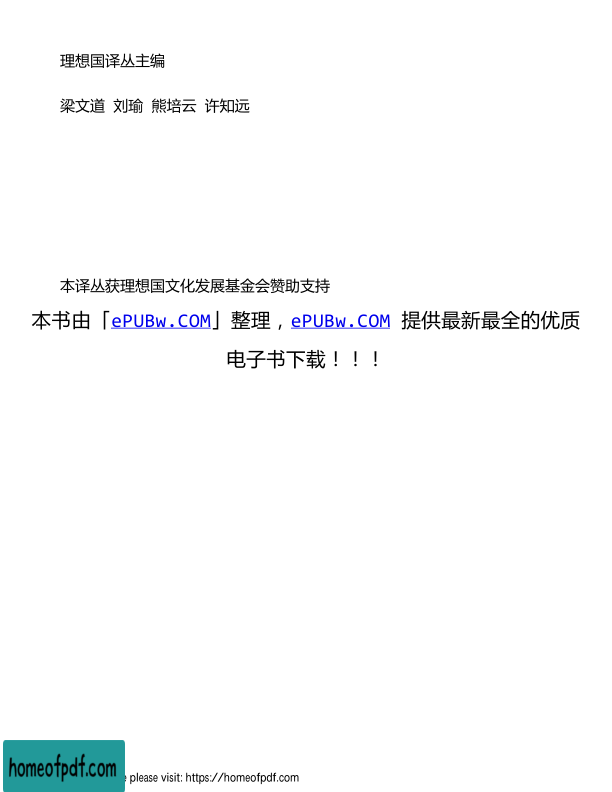 理想国译丛主编
梁文道 刘瑜 熊培云 许知远
本译丛获理想国文化发展基金会赞助支持
本书由「ePUBw.COM」整理，ePUBw.COM 提供最新最全的优质
电子书下载！！！
homeofpdf.com
please visit: https://homeofpdf.com